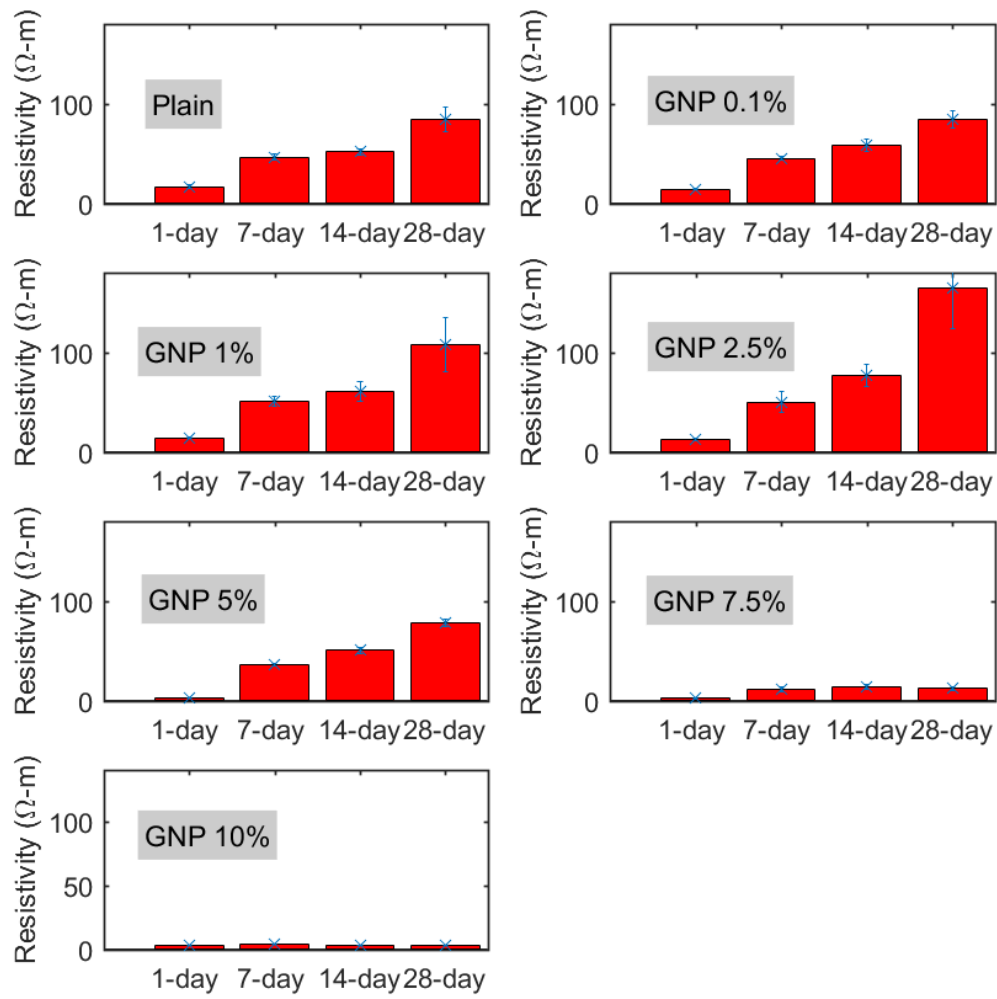 Resistivity (Ω-m)
100
0
Plain
1-day 7-day 14-day 28-day
Resistivity (Ω-m)
100
0
GNP 0.1%
1-day 7-day 14-day 28-day
Resistivity (Ω-m)
100
0
GNP 1%
1-day 7-day 14-day 28-day
Resistivity (Ω-m)
100
0
GNP 2.5%
1-day 7-day 14-day 28-day
Resistivity (Ω-m)
100
0
GNP 5%
1-day 7-day 14-day 28-day
Resistivity (Ω-m)
100
0
GNP 7.5%
1-day 7-day 14-day 28-day
Resistivity (Ω-m)
100
50
0
GNP 10%
1-day 7-day 14-day 28-day